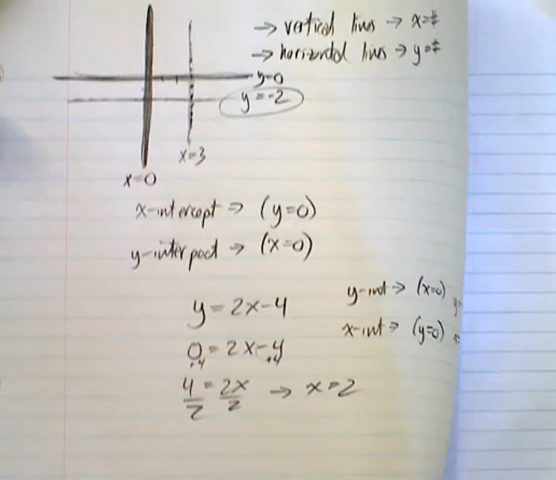 → vertical lines → x=#
→ horizontal lines → y=#
y=0
y=-2
x=3
x=0
x-intercept → (y=0)
y-interpect → (x=0)
y=2x-4
y-int → (x=0)
x-int → (y=0)
0=2x-4
+4 +4
4=2x → x=2
2 2